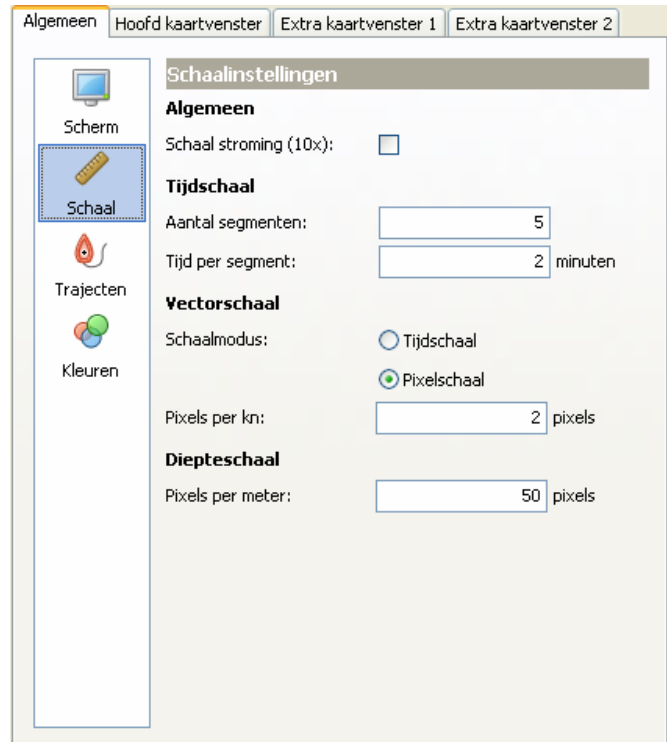 Algemeen
Hoofd kaartvenster
Extra kaartvenster 1
Extra kaartvenster 2
Scherm
Schaal
Trajecten
Kleuren
Schaalinstellingen
Algemeen
Schaal stroming (10x):
Tijdschaal
Aantal segmenten: 5
Tijd per segment: 2 minuten
Vectorschaal
Schaalmodus: Tijdschaal
Pixelschaal
Pixels per kn: 2 pixels
Diepteschaal
Pixels per meter: 50 pixels